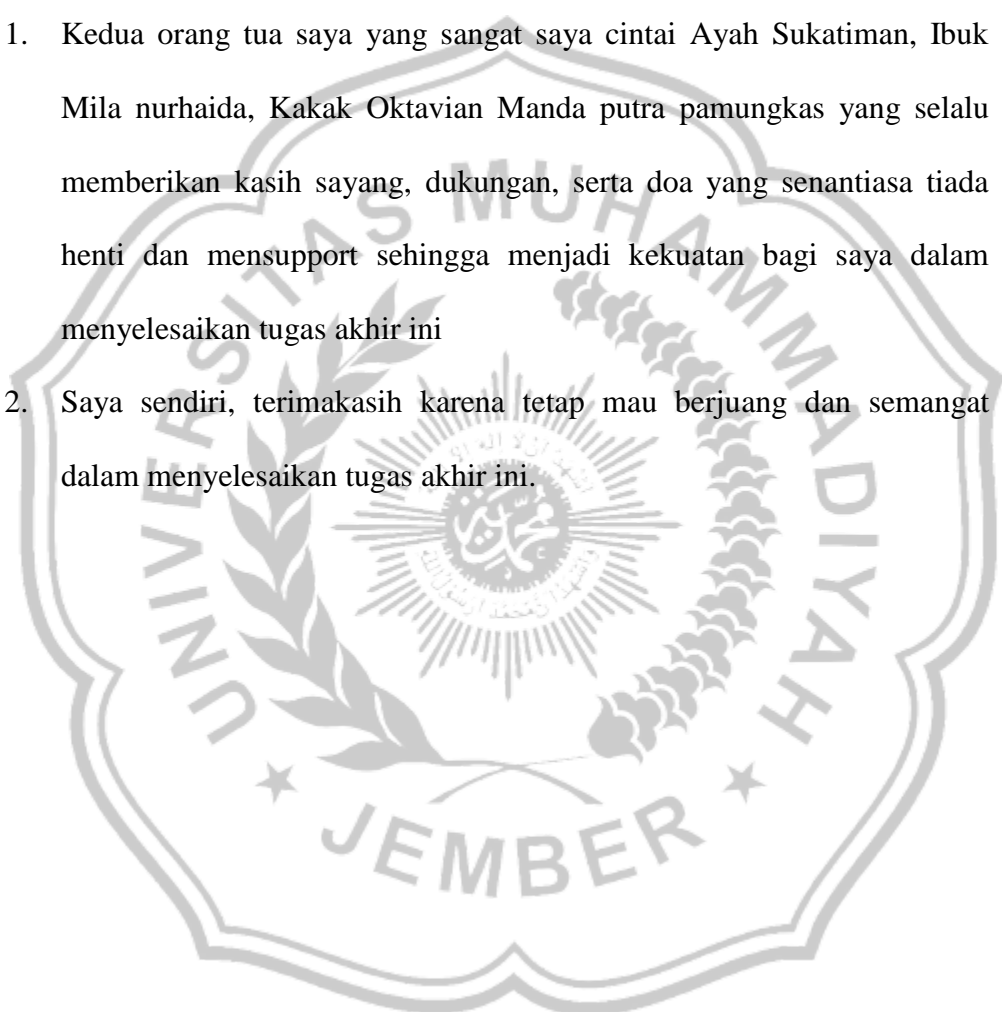 1. Kedua orang tua saya yang sangat saya cintai Ayah Sukatiman, Ibuk
Mila nurhaida, Kakak Oktavian Manda putra pamungkas yang selalu
memberikan kasih sayang, dukungan, serta doa yang senantiasa tiada
henti dan mensupport sehingga menjadi kekuatan bagi saya dalam
menyelesaikan tugas akhir ini
2. Saya sendiri, terimakasih karena tetap mau berjuang dan semangat
dalam menyelesaikan tugas akhir ini.
UNIVERSITAS MUHAMMADIYAH
JEMBER